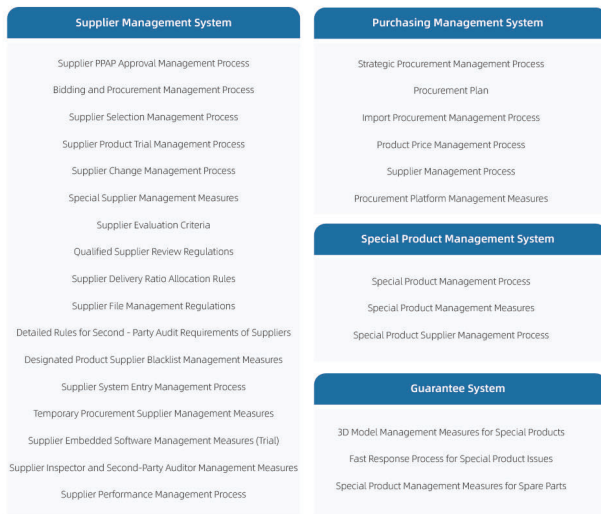 Supplier Management System
Supplier PPAP Approval Management Process
Bidding and Procurement Management Process
Supplier Selection Management Process
Supplier Product Trial Management Process
Supplier Change Management Process
Special Supplier Management Measures
Supplier Evaluation Criteria
Qualified Supplier Review Regulations
Supplier Delivery Ratio Allocation Rules
Supplier File Management Regulations
Detailed Rules for Second - Party Audit Requirements of Suppliers
Designated Product Supplier Blacklist Management Measures
Supplier System Entry Management Process
Temporary Procurement Supplier Management Measures
Supplier Embedded Software Management Measures (Trial)
Supplier Inspector and Second-Party Auditor Management Measures
Supplier Performance Management Process
Purchasing Management System
Strategic Procurement Management Process
Procurement Plan
Import Procurement Management Process
Product Price Management Process
Supplier Management Process
Procurement Platform Management Measures
Special Product Management System
Special Product Management Process
Special Product Management Measures
Special Product Supplier Management Process
Guarantee System
3D Model Management Measures for Special Products
Fast Response Process for Special Product Issues
Special Product Management Measures for Spare Parts